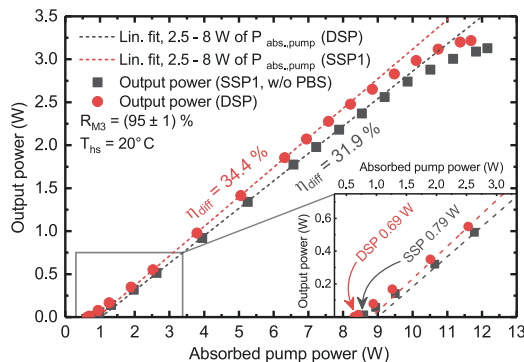 Lin. fit, 2.5 - 8 W of P abs.,pump (DSP)
Lin. fit, 2.5 - 8 W of P abs.,pump (SSP1)
Output power (SSP1, w/o PBS)
Output power (DSP)
R M3 = (95 ± 1) %
T hs = 20°C
η diff = 34.4 %
η diff = 31.9 %
Output power (W)
3.5
3.0
2.5
2.0
1.5
1.0
0.5
0.0
0 1 2 3 4 5 6 7 8 9 10 11 12 13
Absorbed pump power (W)
Absorbed pump power (W)
0.5 1.0 1.5 2.0 2.5 3.0
Output power (W)
0.6
0.4
0.2
0.0
DSP 0.69 W
SSP 0.79 W